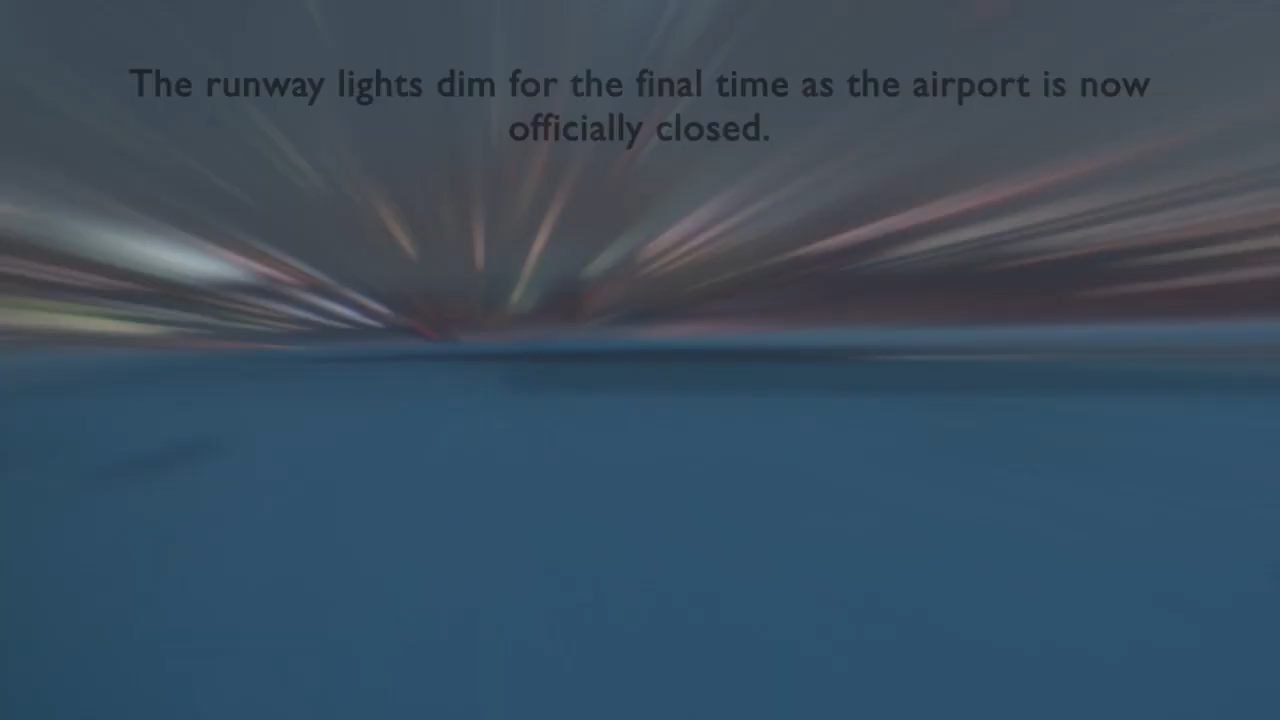 The runway lights dim for the final time as the airport is now
officially closed.